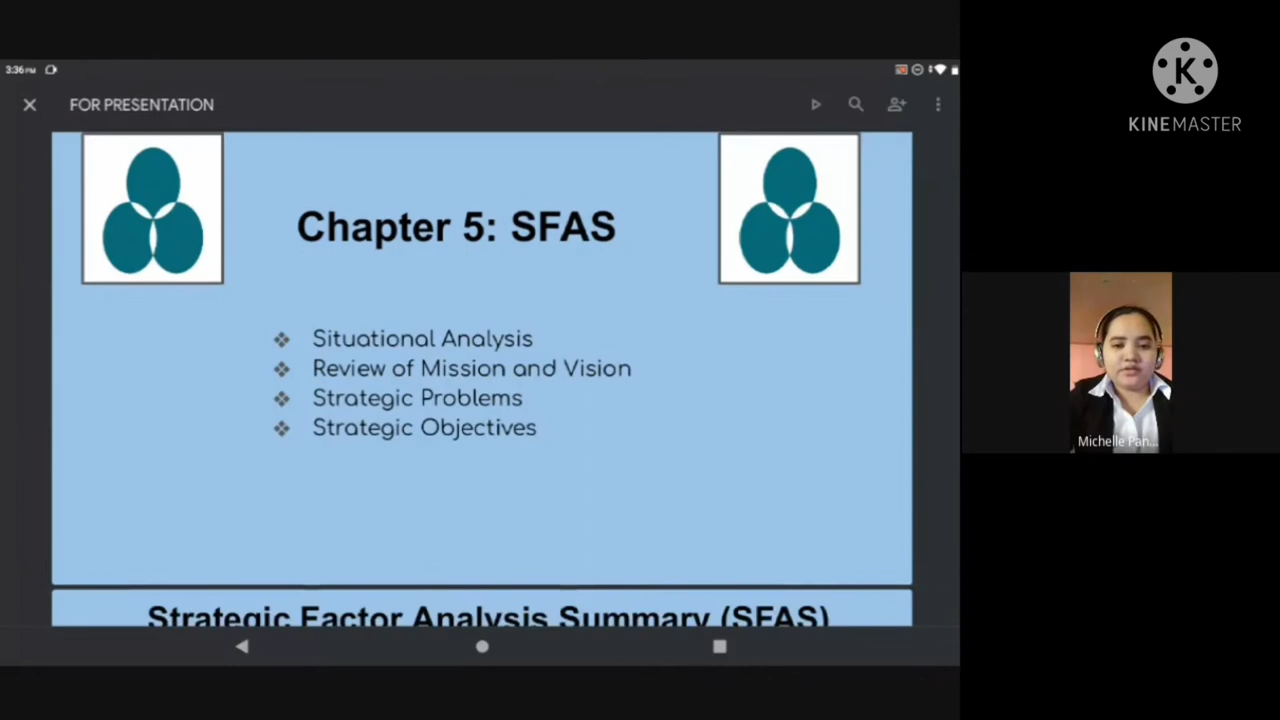 3:36 PM
FOR PRESENTATION
Chapter 5: SFAS
❖ Situational Analysis
❖ Review of Mission and Vision
❖ Strategic Problems
❖ Strategic Objectives
Strategic Factor Analysis Summary (SFAS)
K
KINEMASTER
Michelle Pan...